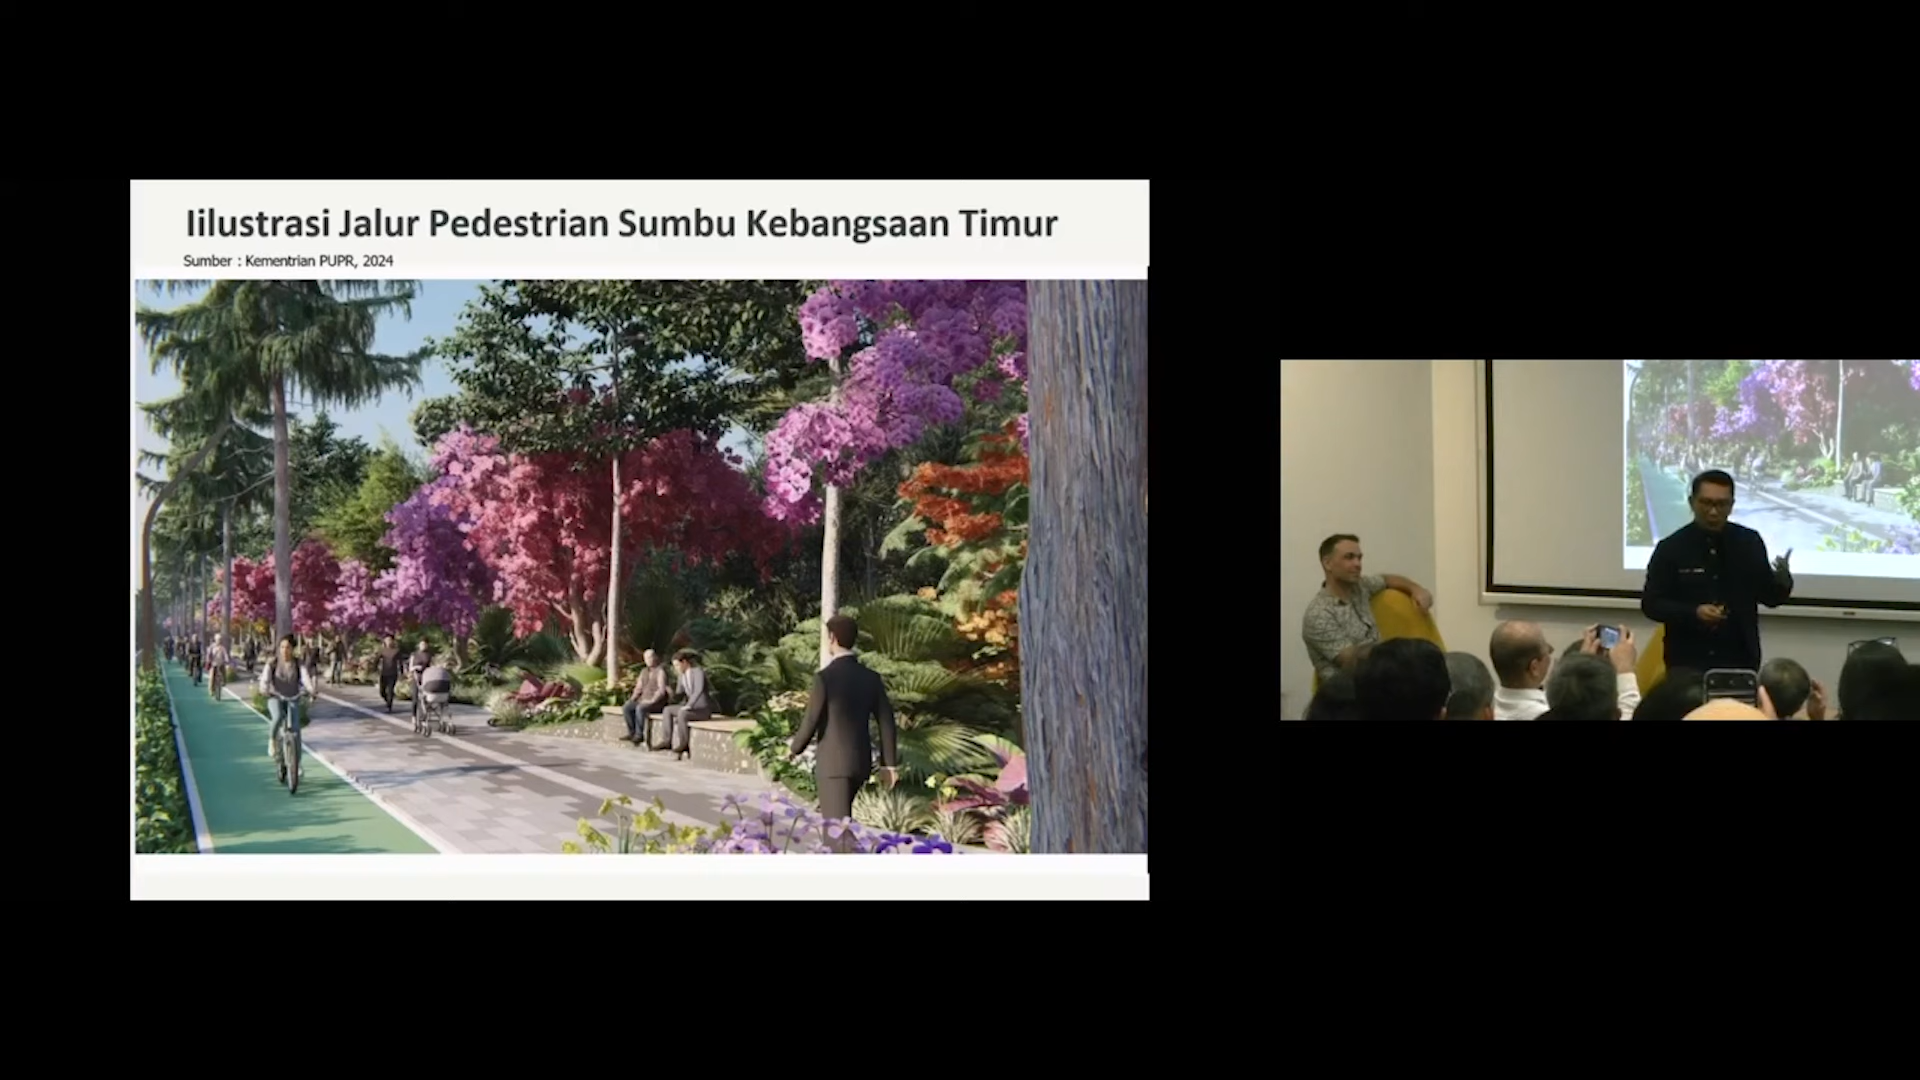 Iilustrasi Jalur Pedestrian Sumbu Kebangsaan Timur
Sumber : Kementrian PUPR, 2024